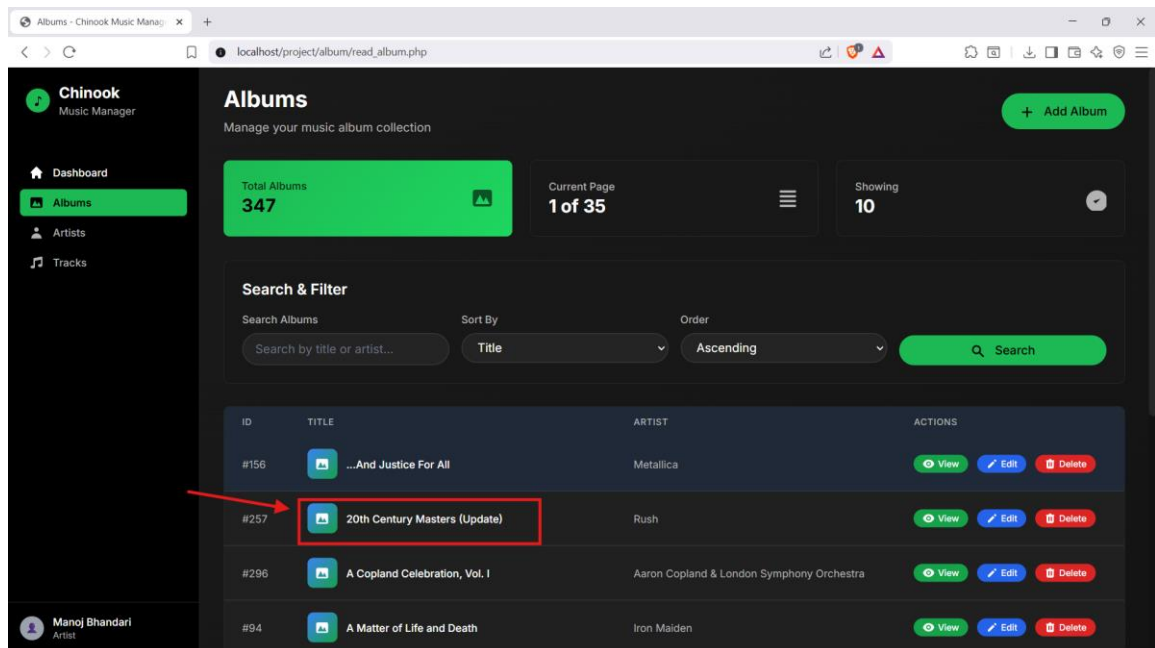 Albums - Chinook Music Manag
localhost/project/album/read_album.php
Chinook
Music Manager
Dashboard
Albums
Artists
Tracks
Manoj Bhandari
Artist
Albums
Manage your music album collection
+ Add Album
Total Albums
347
Current Page
1 of 35
Showing
10
Search & Filter
Search Albums
Search by title or artist...
Sort By
Title
Order
Ascending
Search
ID TITLE ARTIST ACTIONS
#156 ...And Justice For All Metallica View Edit Delete
#257 20th Century Masters (Update) Rush View Edit Delete
#296 A Copland Celebration, Vol. I Aaron Copland & London Symphony Orchestra View Edit Delete
#94 A Matter of Life and Death Iron Maiden View Edit Delete